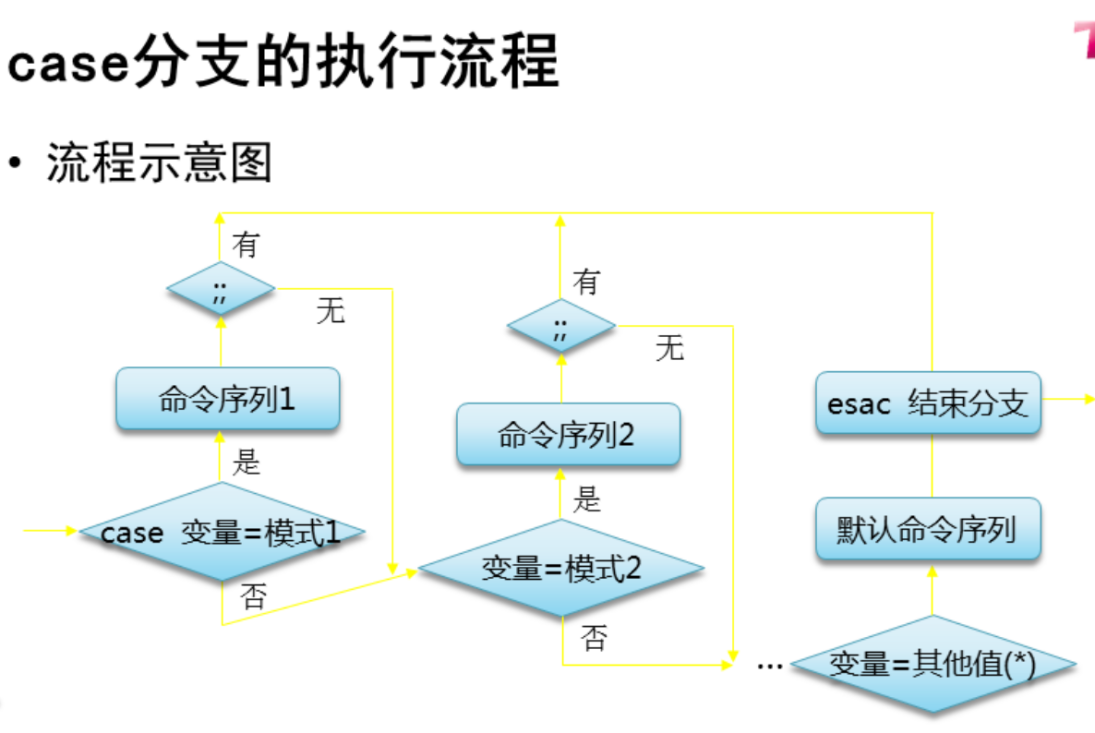 case分支的执行流程
• 流程示意图
有
;;
无
命令序列1
是
case 变量=模式1
否
有
;;
无
命令序列2
是
变量=模式2
否
...
esac 结束分支
默认命令序列
变量=其他值(*)